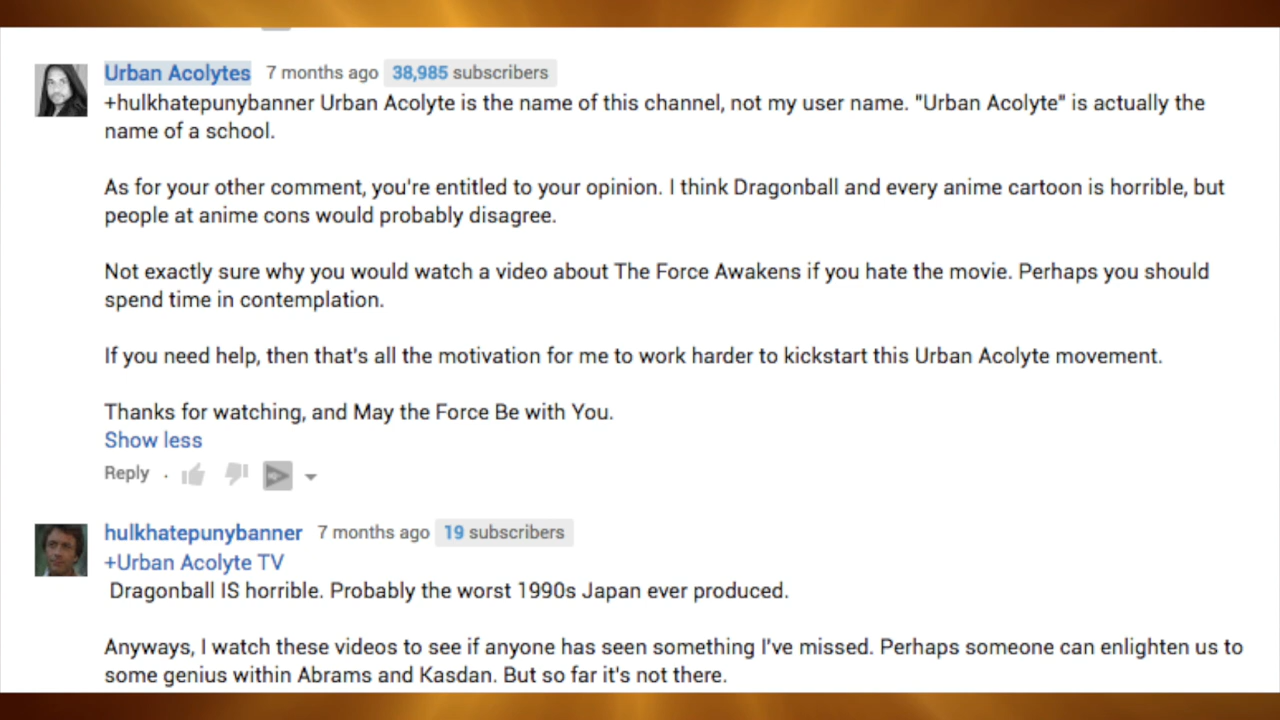 Urban Acolytes 7 months ago 38,985 subscribers
+hulkhatepunybanner Urban Acolyte is the name of this channel, not my user name. "Urban Acolyte" is actually the
name of a school.
As for your other comment, you're entitled to your opinion. I think Dragonball and every anime cartoon is horrible, but
people at anime cons would probably disagree.
Not exactly sure why you would watch a video about The Force Awakens if you hate the movie. Perhaps you should
spend time in contemplation.
If you need help, then that's all the motivation for me to work harder to kickstart this Urban Acolyte movement.
Thanks for watching, and May the Force Be with You.
Show less
Reply .
hulkhatepunybanner 7 months ago 19 subscribers
+Urban Acolyte TV
Dragonball IS horrible. Probably the worst 1990s Japan ever produced.
Anyways, I watch these videos to see if anyone has seen something I've missed. Perhaps someone can enlighten us to
some genius within Abrams and Kasdan. But so far it's not there.